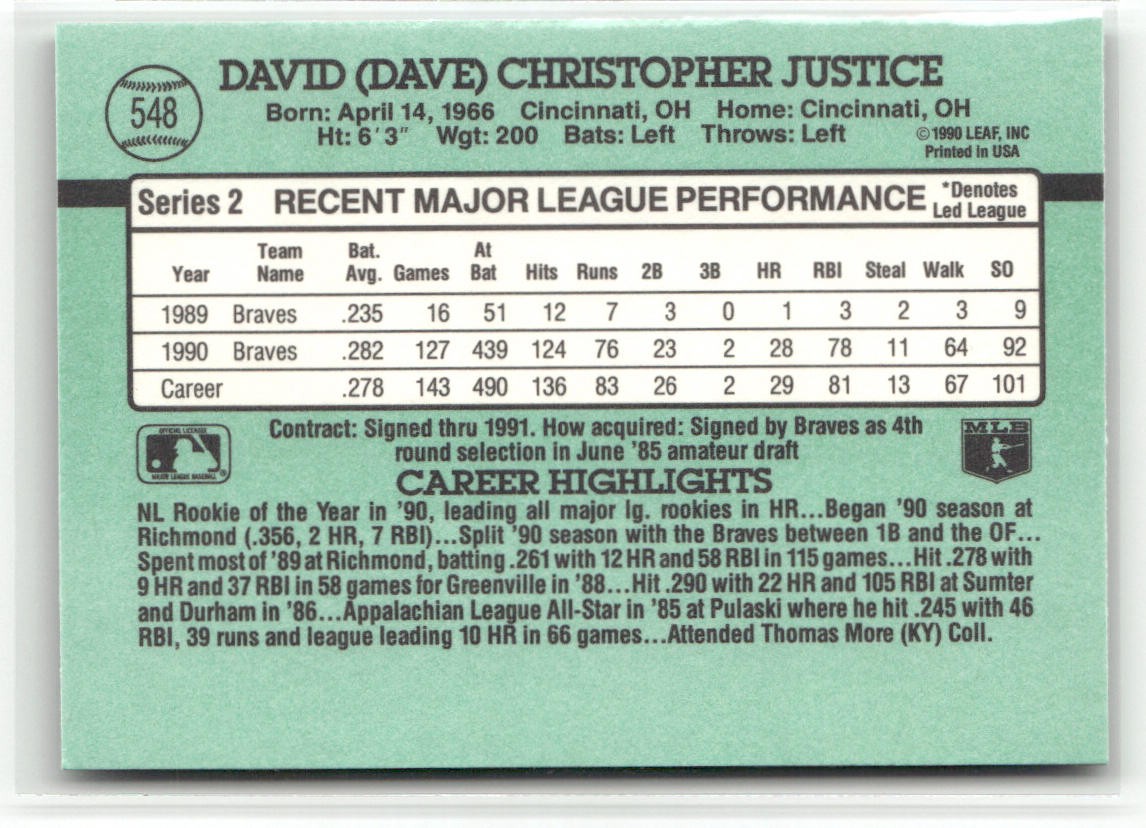 548
DAVID (DAVE) CHRISTOPHER JUSTICE
Born: April 14, 1966 Cincinnati, OH Home: Cincinnati, OH
Ht: 6'3" Wgt: 200 Bats: Left Throws: Left
©1990 LEAF, INC
Printed in USA
Series 2 RECENT MAJOR LEAGUE PERFORMANCE *Denotes
Led League
Year Team Name Bat. Avg. Games At Bat Hits Runs 2B 3B HR RBI Steal Walk SO
1989 Braves .235 16 51 12 7 3 0 1 3 2 3 9
1990 Braves .282 127 439 124 76 23 2 28 78 11 64 92
Career .278 143 490 136 83 26 2 29 81 13 67 101
OFFICIAL LICENSEE
MAJOR LEAGUE BASEBALL
®
Contract: Signed thru 1991. How acquired: Signed by Braves as 4th
round selection in June '85 amateur draft
MLB
CAREER HIGHLIGHTS
NL Rookie of the Year in '90, leading all major lg. rookies in HR...Began '90 season at
Richmond (.356, 2 HR, 7 RBI)...Split '90 season with the Braves between 1B and the OF...
Spent most of '89 at Richmond, batting .261 with 12 HR and 58 RBI in 115 games...Hit .278 with
9 HR and 37 RBI in 58 games for Greenville in '88...Hit .290 with 22 HR and 105 RBI at Sumter
and Durham in '86...Appalachian League All-Star in '85 at Pulaski where he hit .245 with 46
RBI, 39 runs and league leading 10 HR in 66 games...Attended Thomas More (KY) Coll.